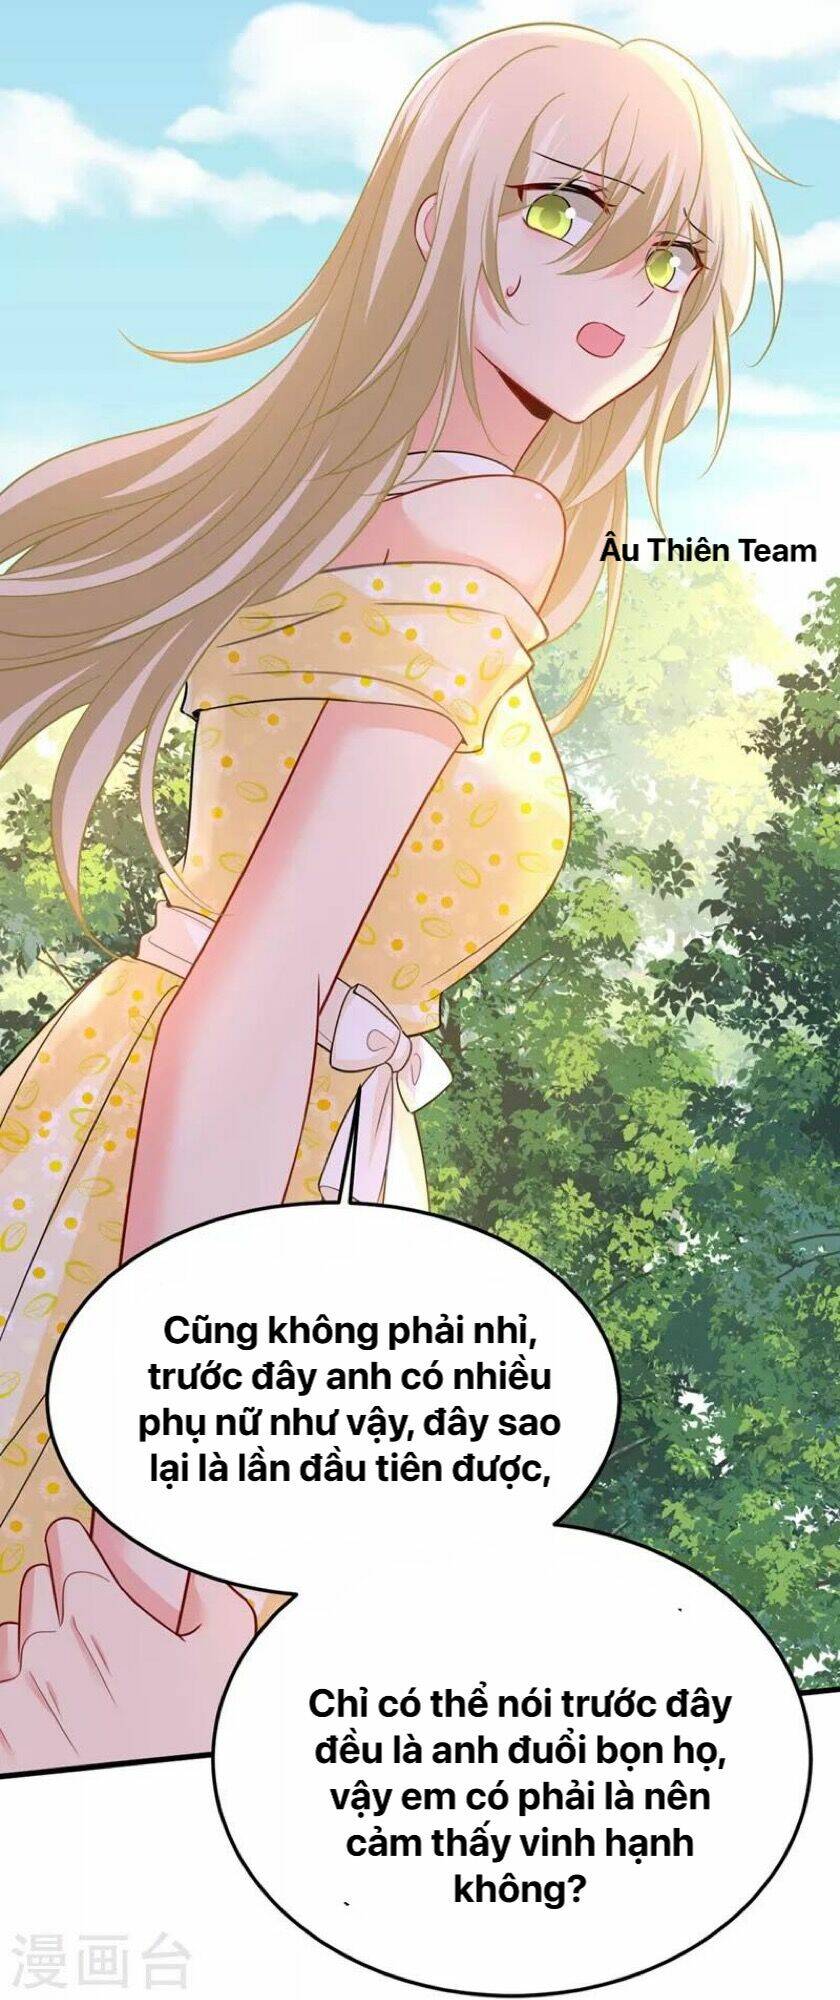 Âu Thiên Team
Cũng không phải nhỉ,
trước đây anh có nhiều
phụ nữ như vậy, đây sao
lại là lần đầu tiên được,
Chỉ có thể nói trước đây
đều là anh đuổi bọn họ,
vậy em có phải là nên
cảm thấy vinh hạnh
không?
漫画台